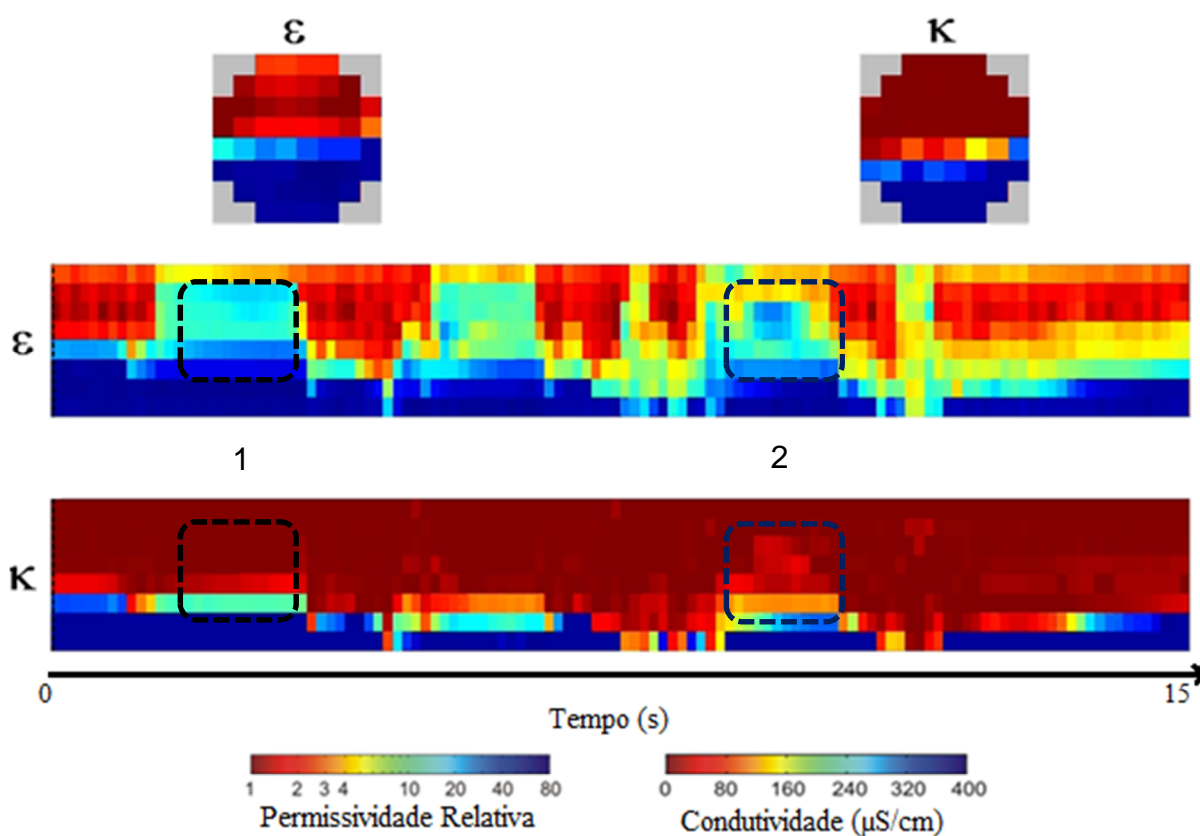 ε κ
ε
1 2
κ
0 15
Tempo (s)
1 2 3 4 10 20 40 80
0 80 160 240 320 400
Permissividade Relativa
Condutividade (µS/cm)